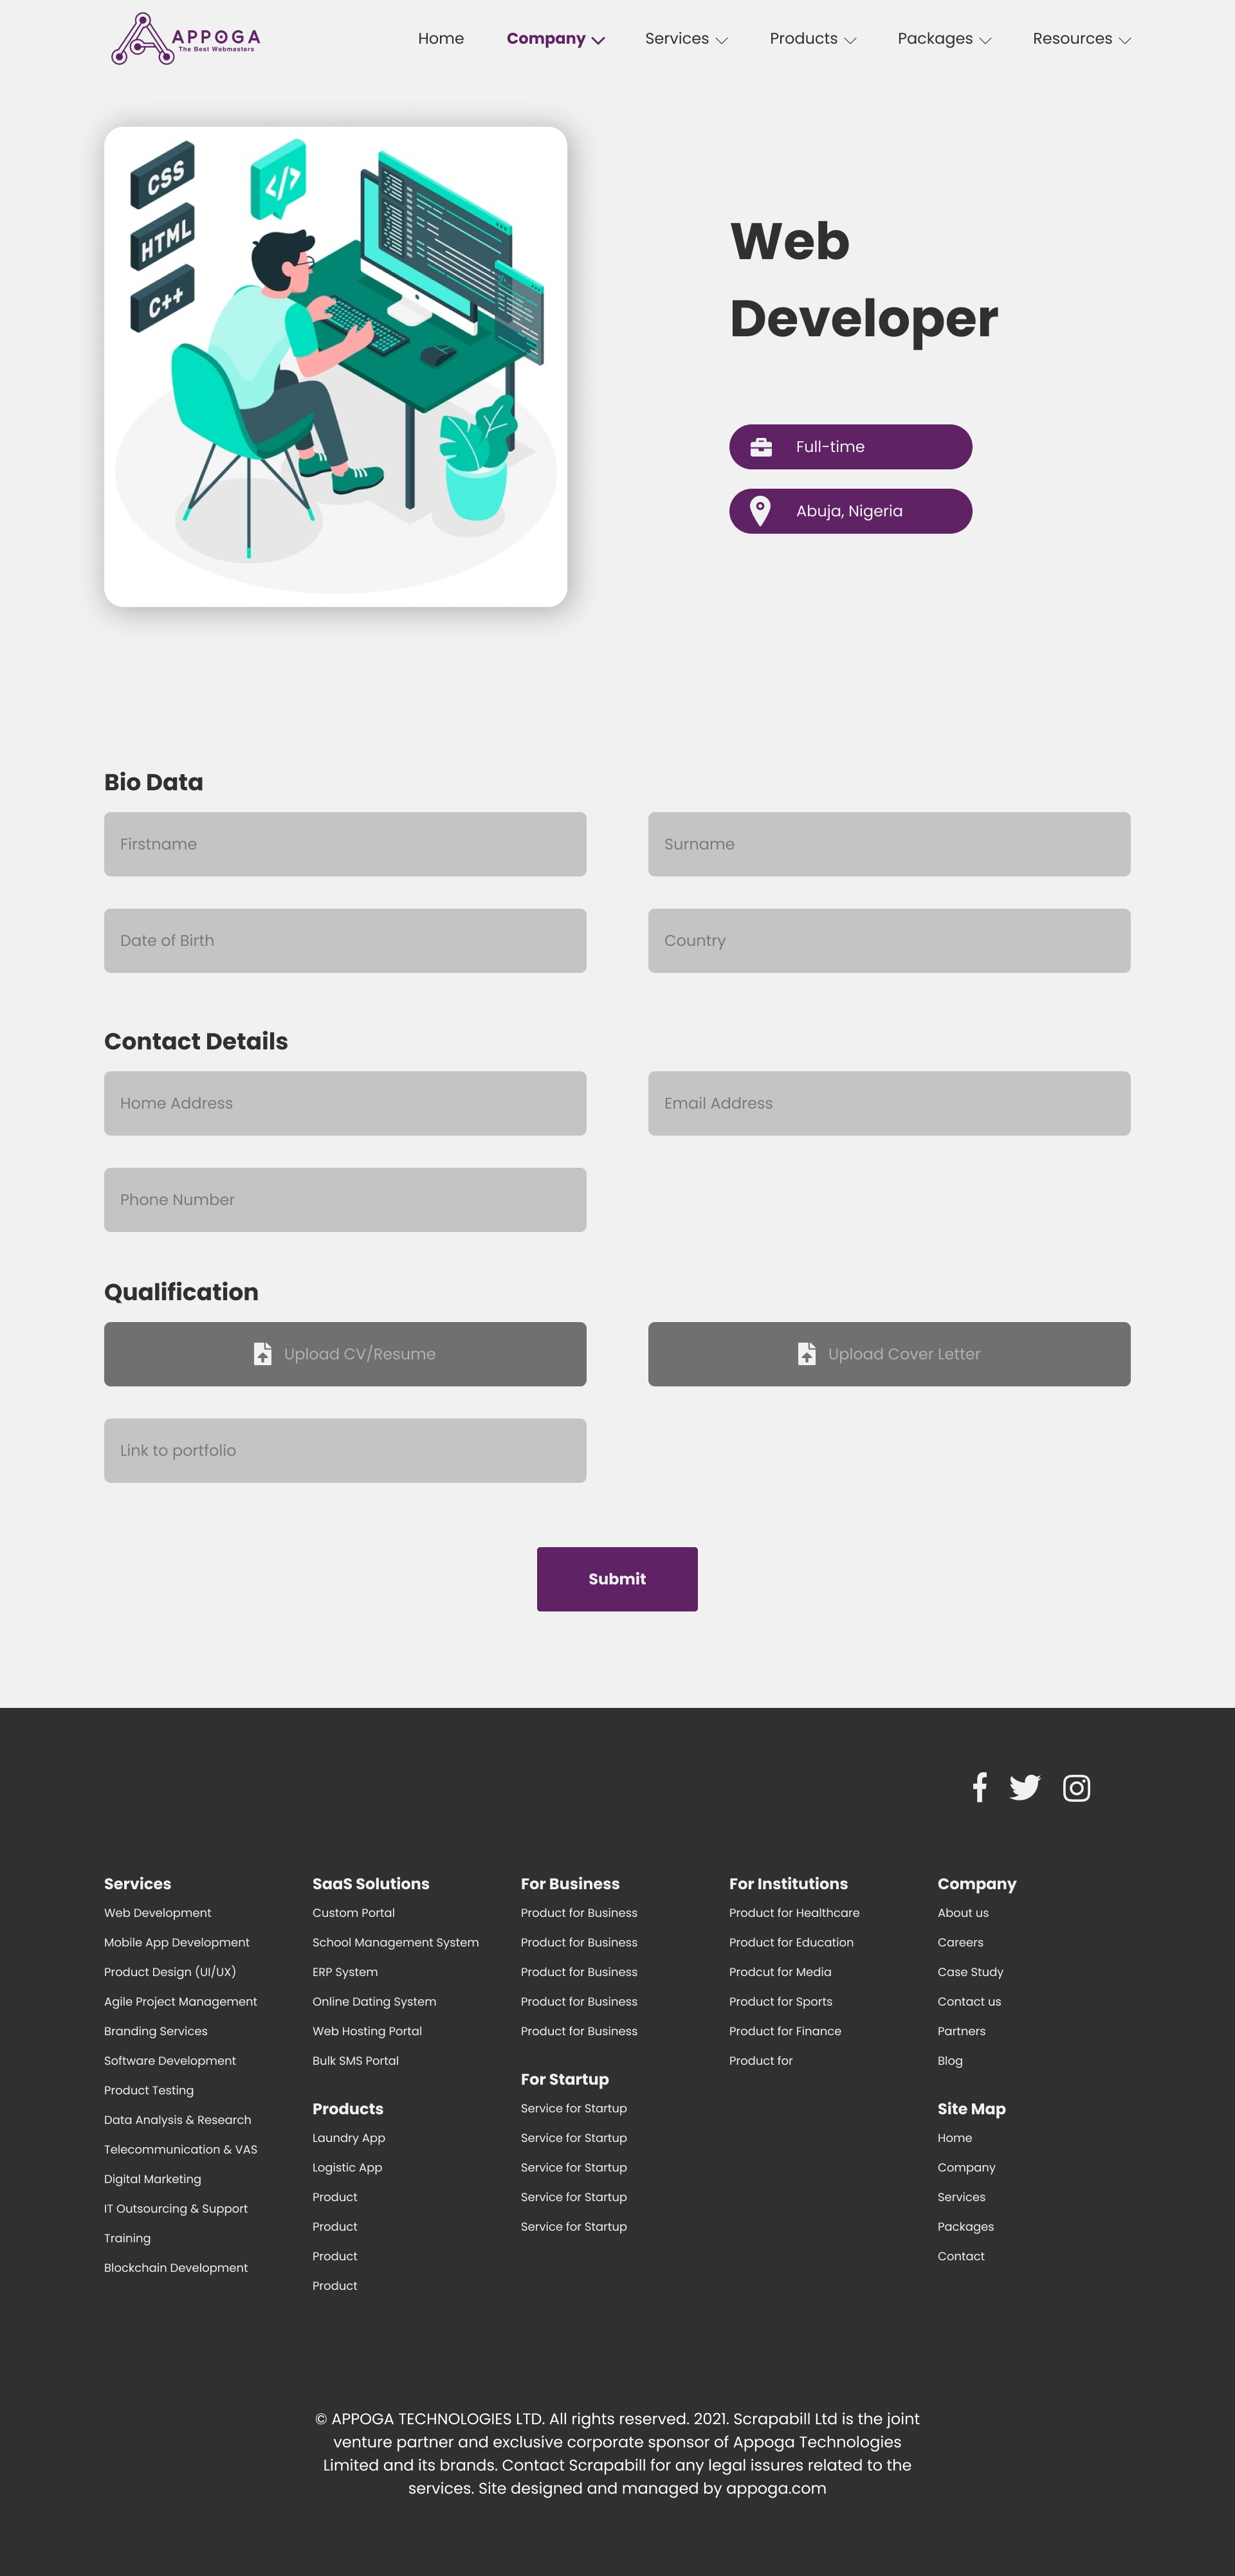 APPOGA
The Best Webmasters
Home
Company
Services
Products
Packages
Resources
CSS
HTML
C++
</>
Web
Developer
Full-time
Abuja, Nigeria
Bio Data
Firstname
Surname
Date of Birth
Country
Contact Details
Home Address
Email Address
Phone Number
Qualification
Upload CV/Resume
Upload Cover Letter
Link to portfolio
Submit
Services
Web Development
Mobile App Development
Product Design (UI/UX)
Agile Project Management
Branding Services
Software Development
Product Testing
Data Analysis & Research
Telecommunication & VAS
Digital Marketing
IT Outsourcing & Support
Training
Blockchain Development
SaaS Solutions
Custom Portal
School Management System
ERP System
Online Dating System
Web Hosting Portal
Bulk SMS Portal
Products
Laundry App
Logistic App
Product
Product
Product
Product
For Business
Product for Business
Product for Business
Product for Business
Product for Business
Product for Business
For Startup
Service for Startup
Service for Startup
Service for Startup
Service for Startup
Service for Startup
For Institutions
Product for Healthcare
Product for Education
Prodcut for Media
Product for Sports
Product for Finance
Product for
Company
About us
Careers
Case Study
Contact us
Partners
Blog
Site Map
Home
Company
Services
Packages
Contact
© APPOGA TECHNOLOGIES LTD. All rights reserved. 2021. Scrapabill Ltd is the joint
venture partner and exclusive corporate sponsor of Appoga Technologies
Limited and its brands. Contact Scrapabill for any legal issures related to the
services. Site designed and managed by appoga.com